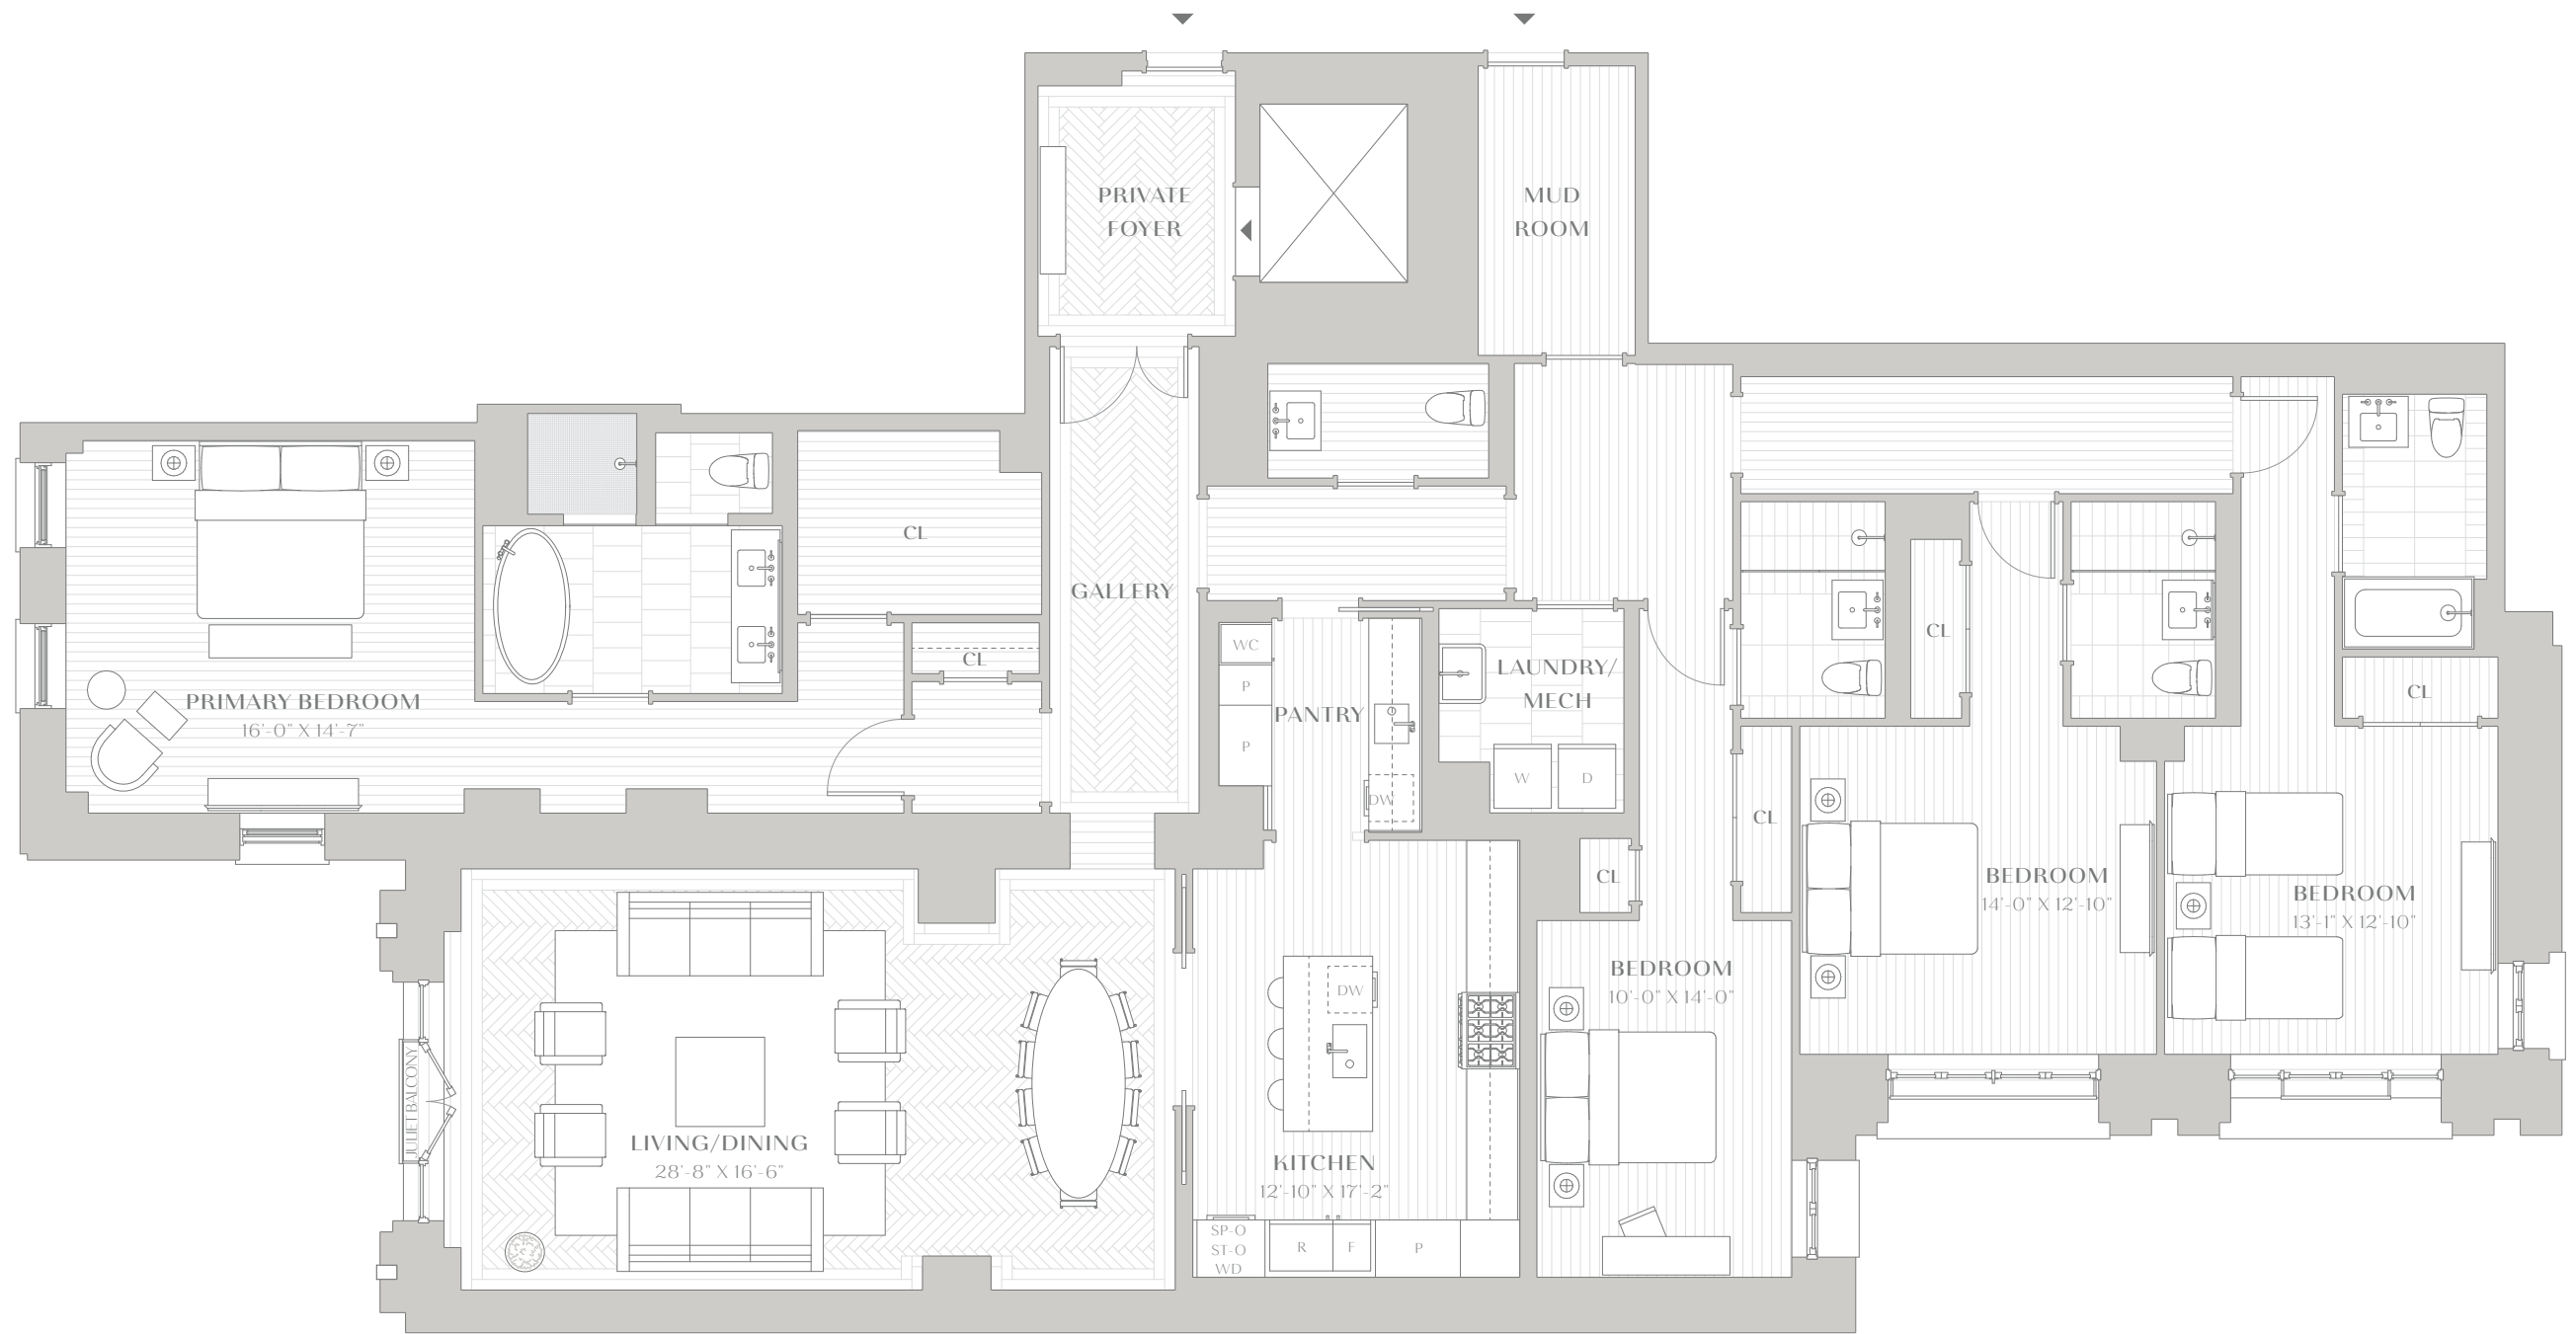 PRIVATE
FOYER
MUD
ROOM
CL
GALLERY
CL
PRIMARY BEDROOM
16'-0" X 14'-7"
WC
P
P
PANTRY
DW
LAUNDRY/
MECH
W
D
CL
CL
CL
CL
BEDROOM
14'-0" X 12'-10"
BEDROOM
13'-1" X 12'-10"
BEDROOM
10'-0" X 14'-0"
DW
JULIET BALCONY
LIVING/DINING
28'-8" X 16'-6"
KITCHEN
12'-10" X 17'-2"
SP-O
ST-O
WD
R
F
P